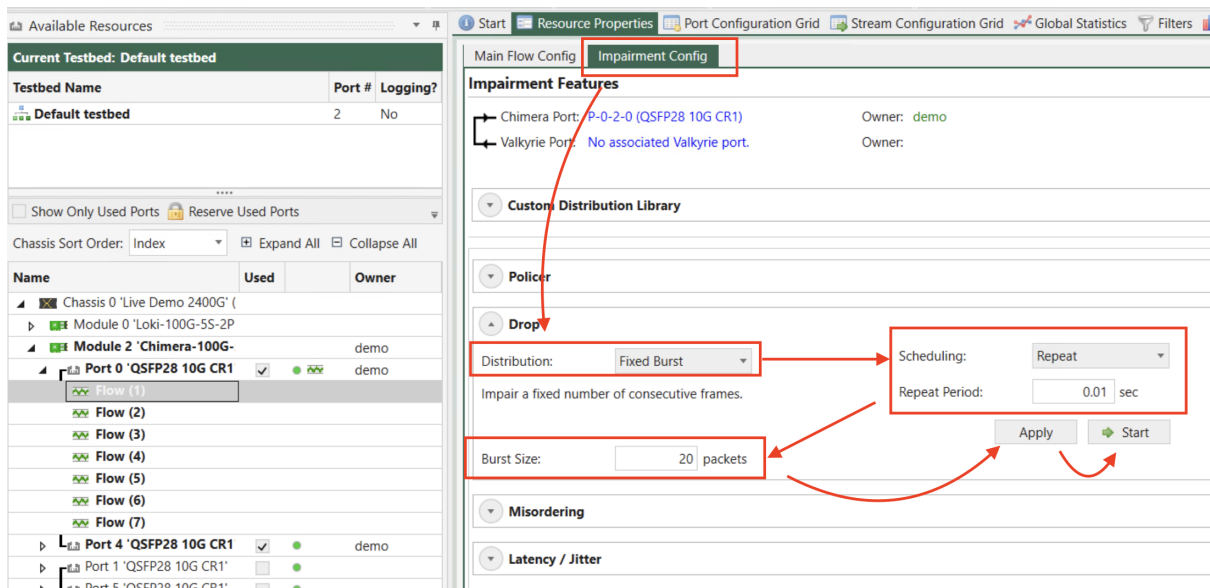 Available Resources
Current Testbed: Default testbed
Testbed Name Port # Logging?
Default testbed 2 No
Show Only Used Ports Reserve Used Ports
Chassis Sort Order: Index Expand All Collapse All
Name Used Owner
Chassis 0 'Live Demo 2400G' (
Module 0 'Loki-100G-5S-2P
Module 2 'Chimera-100G- demo
Port 0 'QSFP28 10G CR1 demo
Flow (1)
Flow (2)
Flow (3)
Flow (4)
Flow (5)
Flow (6)
Flow (7)
Port 4 'QSFP28 10G CR1 demo
Port 1 'QSFP28 10G CR1'
Port 5 'QSFP28 10G CR1'
Start Resource Properties Port Configuration Grid Stream Configuration Grid Global Statistics Filters
Main Flow Config Impairment Config
Impairment Features
Chimera Port: P-0-2-0 (QSFP28 10G CR1) Owner: demo
Valkyrie Port: No associated Valkyrie port. Owner:
Custom Distribution Library
Policer
Drop
Distribution: Fixed Burst
Impair a fixed number of consecutive frames.
Burst Size: 20 packets
Scheduling: Repeat
Repeat Period: 0.01 sec
Apply Start
Misordering
Latency / Jitter